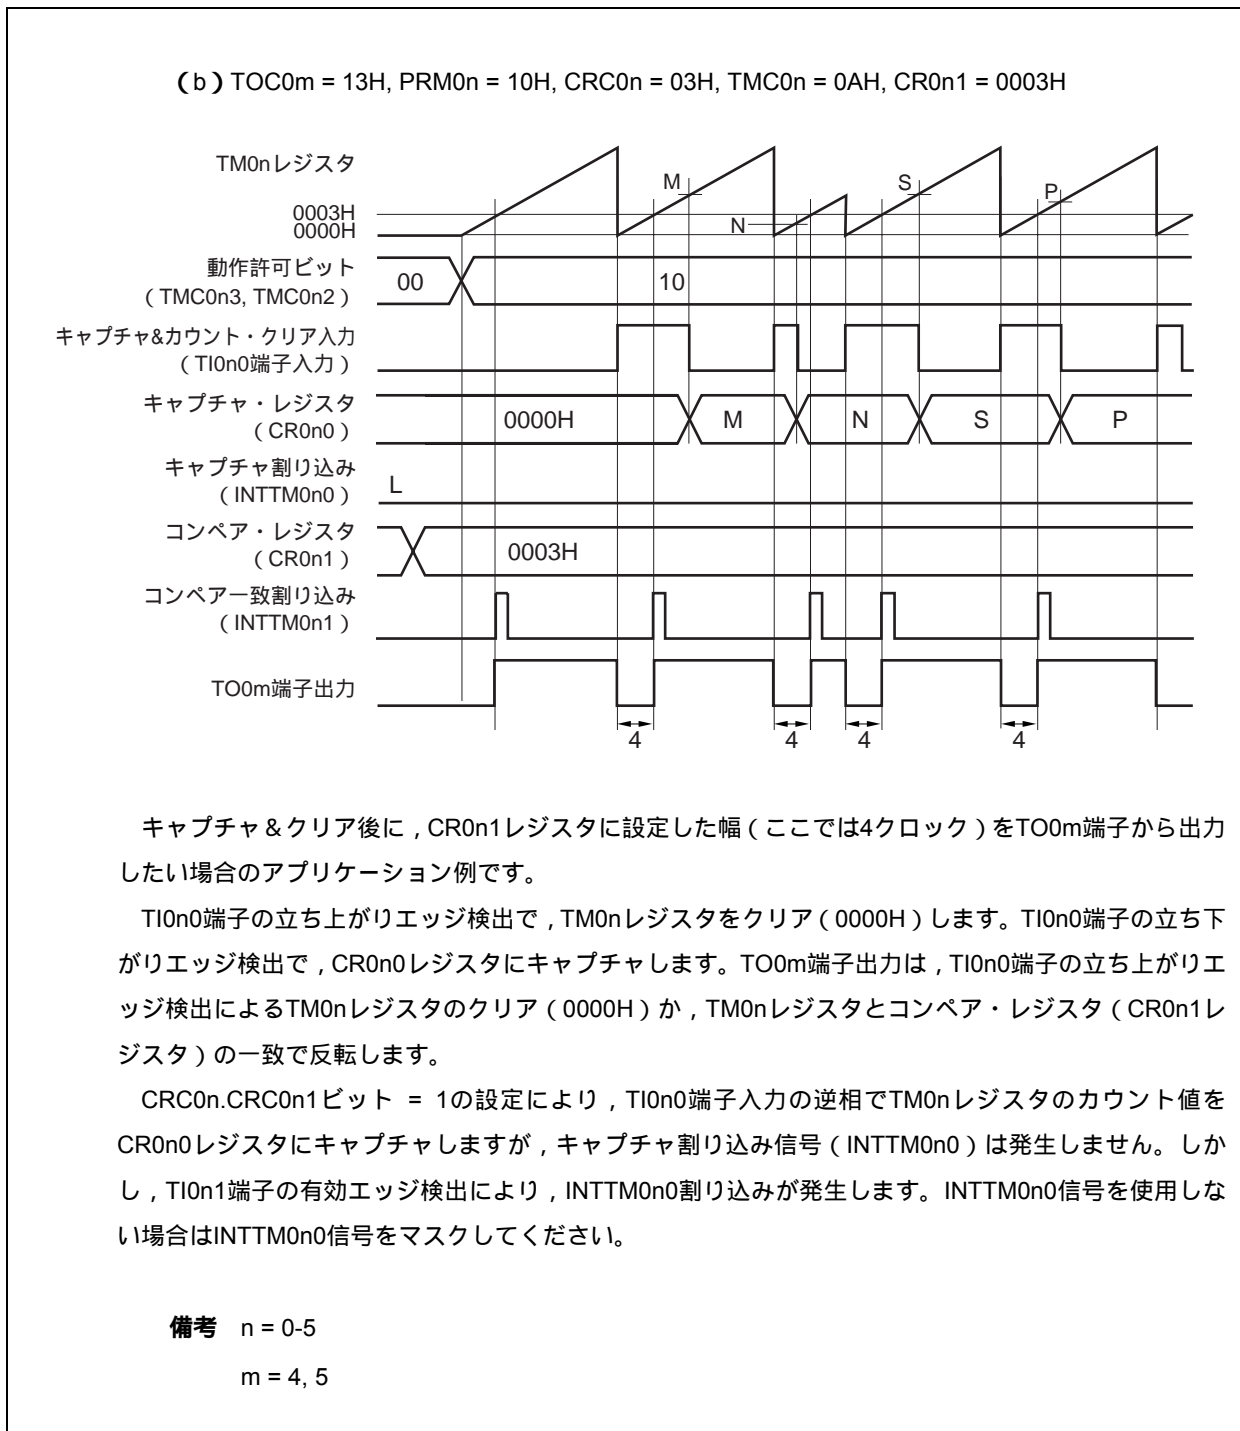 (b) TOC0m = 13H, PRM0n = 10H, CRC0n = 03H, TMC0n = 0AH, CR0n1 = 0003H
TM0nレジスタ
M
S
P
N
0003H
0000H
動作許可ビット
(TMC0n3, TMC0n2)
00
10
キャプチャ&カウント・クリア入力
(TI0n0端子入力)
キャプチャ・レジスタ
(CR0n0)
0000H
M
N
S
P
キャプチャ割り込み
(INTTM0n0)
L
コンペア・レジスタ
(CR0n1)
0003H
コンペア一致割り込み
(INTTM0n1)
TO0m端子出力
4
4
4
4
キャプチャ&クリア後に,CR0n1レジスタに設定した幅(ここでは4クロック)をTO0m端子から出力
したい場合のアプリケーション例です。
TI0n0端子の立ち上がりエッジ検出で,TM0nレジスタをクリア(0000H)します。TI0n0端子の立ち下
がりエッジ検出で,CR0n0レジスタにキャプチャします。TO0m端子出力は,TI0n0端子の立ち上がりエ
ッジ検出によるTM0nレジスタのクリア(0000H)か,TM0nレジスタとコンペア・レジスタ(CR0n1レ
ジスタ)の一致で反転します。
CRC0n.CRC0n1ビット = 1の設定により,TI0n0端子入力の逆相でTM0nレジスタのカウント値を
CR0n0レジスタにキャプチャしますが,キャプチャ割り込み信号(INTTM0n0)は発生しません。しか
し,TI0n1端子の有効エッジ検出により,INTTM0n0割り込みが発生します。INTTM0n0信号を使用しな
い場合はINTTM0n0信号をマスクしてください。
備考 n = 0-5
m = 4, 5